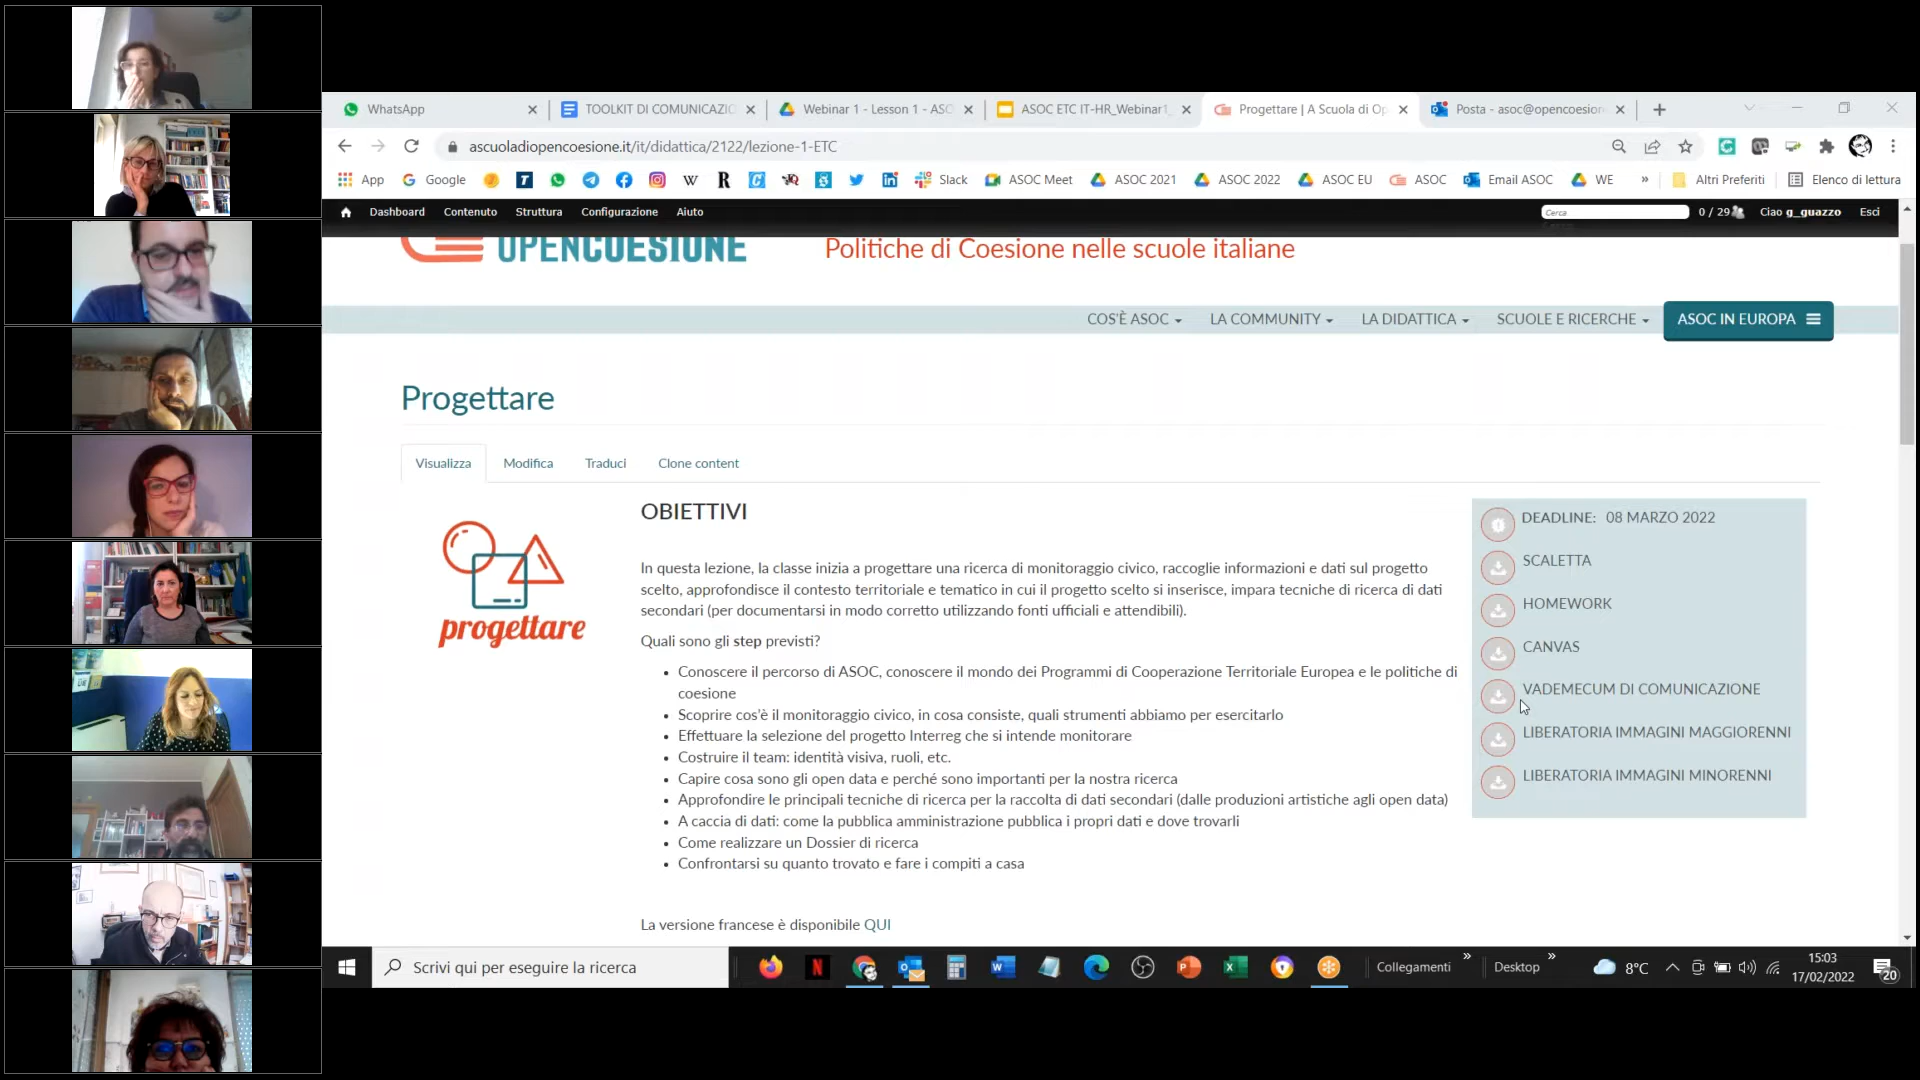 WhatsApp
TOOLKIT DI COMUNICAZIO
Webinar 1 - Lesson 1 - ASO
ASOC ETC IT-HR_Webinar1_
Progettare | A Scuola di Op
Posta - asoc@opencoesion
ascuoladiopencoesione.it/it/didattica/2122/lezione-1-ETC
App
Google
Slack
ASOC Meet
ASOC 2021
ASOC 2022
ASOC EU
ASOC
Email ASOC
WE
»
Altri Preferiti
Elenco di lettura
Dashboard
Contenuto
Struttura
Configurazione
Aiuto
Cerca
0 / 29
Ciao g_guazzo
Esci
OPENCOESIONE
Politiche di Coesione nelle scuole italiane
COS'È ASOC
LA COMMUNITY
LA DIDATTICA
SCUOLE E RICERCHE
ASOC IN EUROPA
Progettare
Visualizza
Modifica
Traduci
Clone content
progettare
OBIETTIVI
In questa lezione, la classe inizia a progettare una ricerca di monitoraggio civico, raccoglie informazioni e dati sul progetto
scelto, approfondisce il contesto territoriale e tematico in cui il progetto scelto si inserisce, impara tecniche di ricerca di dati
secondari (per documentarsi in modo corretto utilizzando fonti ufficiali e attendibili).
Quali sono gli step previsti?
• Conoscere il percorso di ASOC, conoscere il mondo dei Programmi di Cooperazione Territoriale Europea e le politiche di
coesione
• Scoprire cos'è il monitoraggio civico, in cosa consiste, quali strumenti abbiamo per esercitarlo
• Effettuare la selezione del progetto Interreg che si intende monitorare
• Costruire il team: identità visiva, ruoli, etc.
• Capire cosa sono gli open data e perché sono importanti per la nostra ricerca
• Approfondire le principali tecniche di ricerca per la raccolta di dati secondari (dalle produzioni artistiche agli open data)
• A caccia di dati: come la pubblica amministrazione pubblica i propri dati e dove trovarli
• Come realizzare un Dossier di ricerca
• Confrontarsi su quanto trovato e fare i compiti a casa
La versione francese è disponibile QUI
DEADLINE: 08 MARZO 2022
SCALETTA
HOMEWORK
CANVAS
VADEMECUM DI COMUNICAZIONE
LIBERATORIA IMMAGINI MAGGIORENNI
LIBERATORIA IMMAGINI MINORENNI
Scrivi qui per eseguire la ricerca
Collegamenti
»
Desktop
»
8°C
15:03
17/02/2022
20